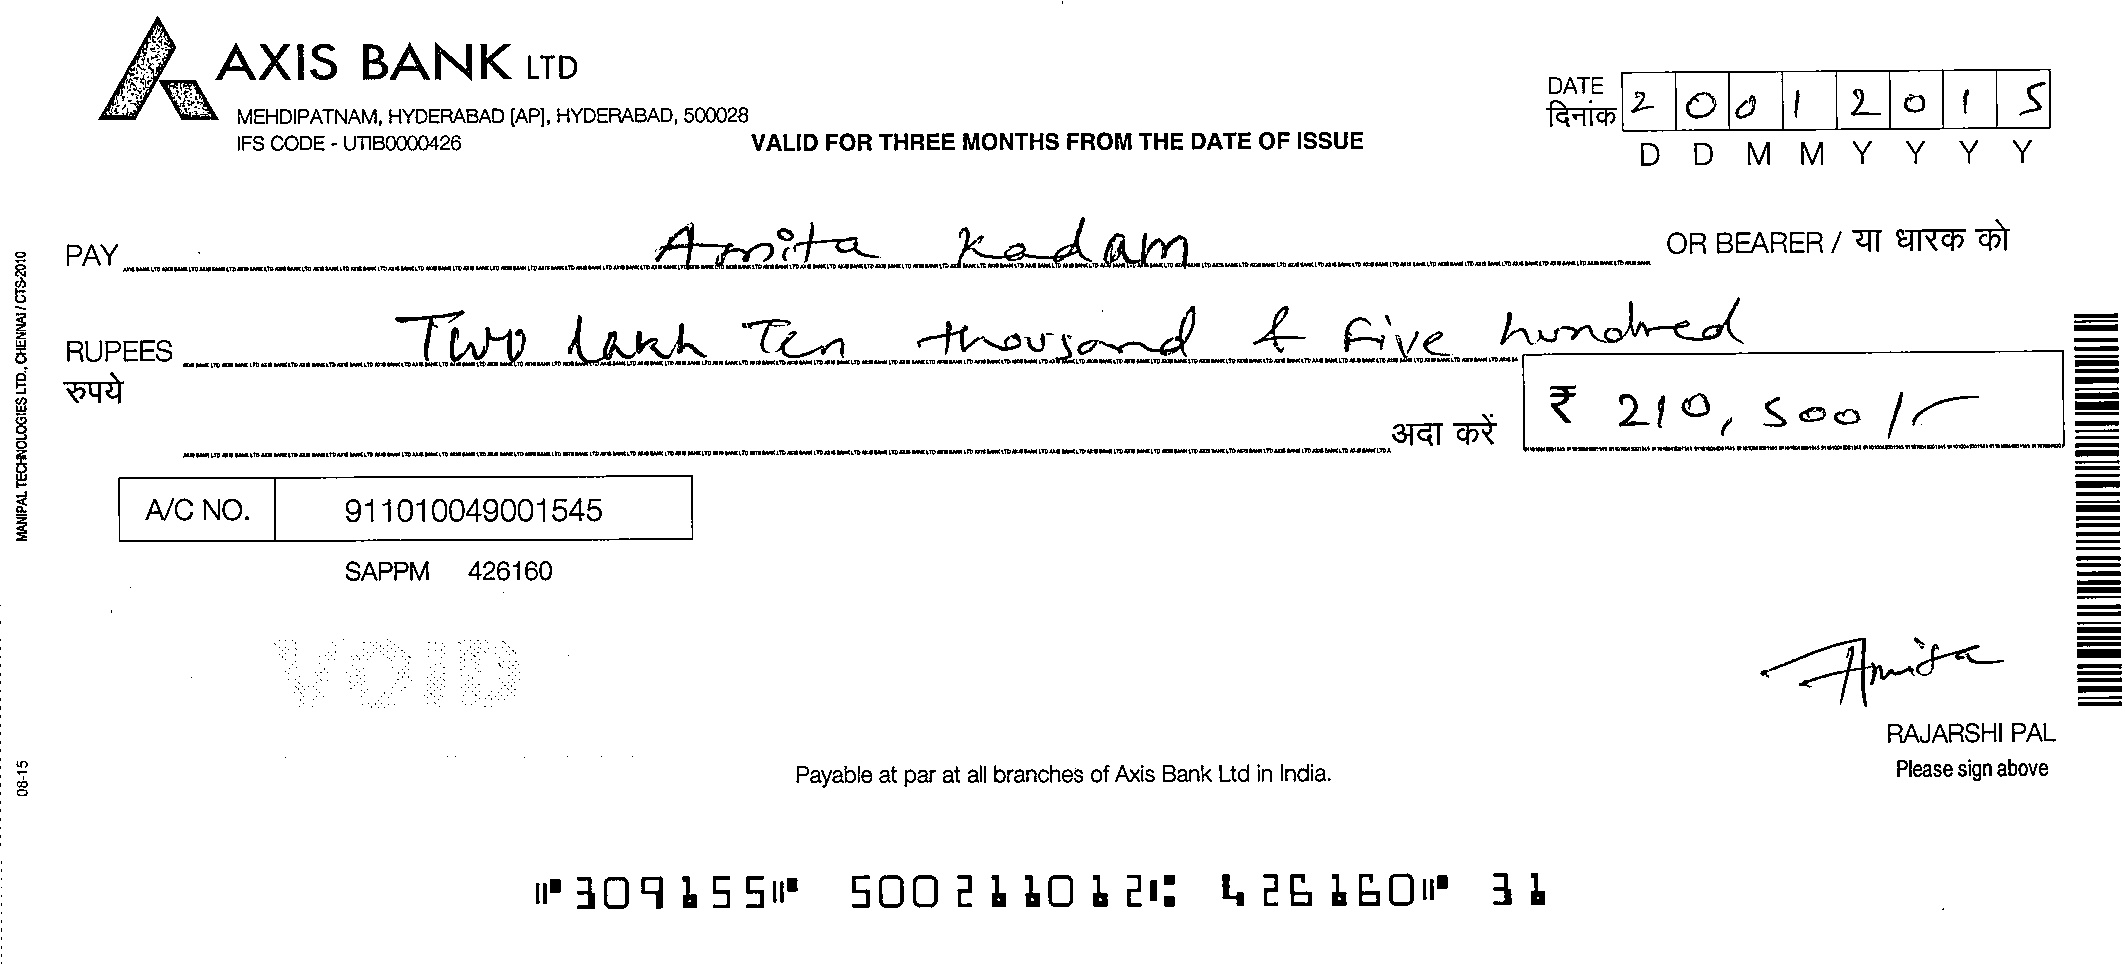 AXIS BANK LTD
MEHDIPATNAM, HYDERABAD [AP], HYDERABAD, 500028
IFS CODE - UTIB0000426
VALID FOR THREE MONTHS FROM THE DATE OF ISSUE
DATE
दिनांक
2 0 0 1 2 0 1 5
D D M M Y Y Y Y
PAY Amita Kadam OR BEARER / या धारक को
RUPEES Two lakh Ten thousand & Five hundred
रुपये
अदा करें ₹ 210,500/-
A/C NO. 911010049001545
SAPPM 426160
VOID
Amita
RAJARSHI PAL
Please sign above
Payable at par at all branches of Axis Bank Ltd in India.
⑈309155⑈ 500211012⑆ 426160⑈ 31
MANIPAL TECHNOLOGIES LTD., CHENNAI / CTS-2010
08-15